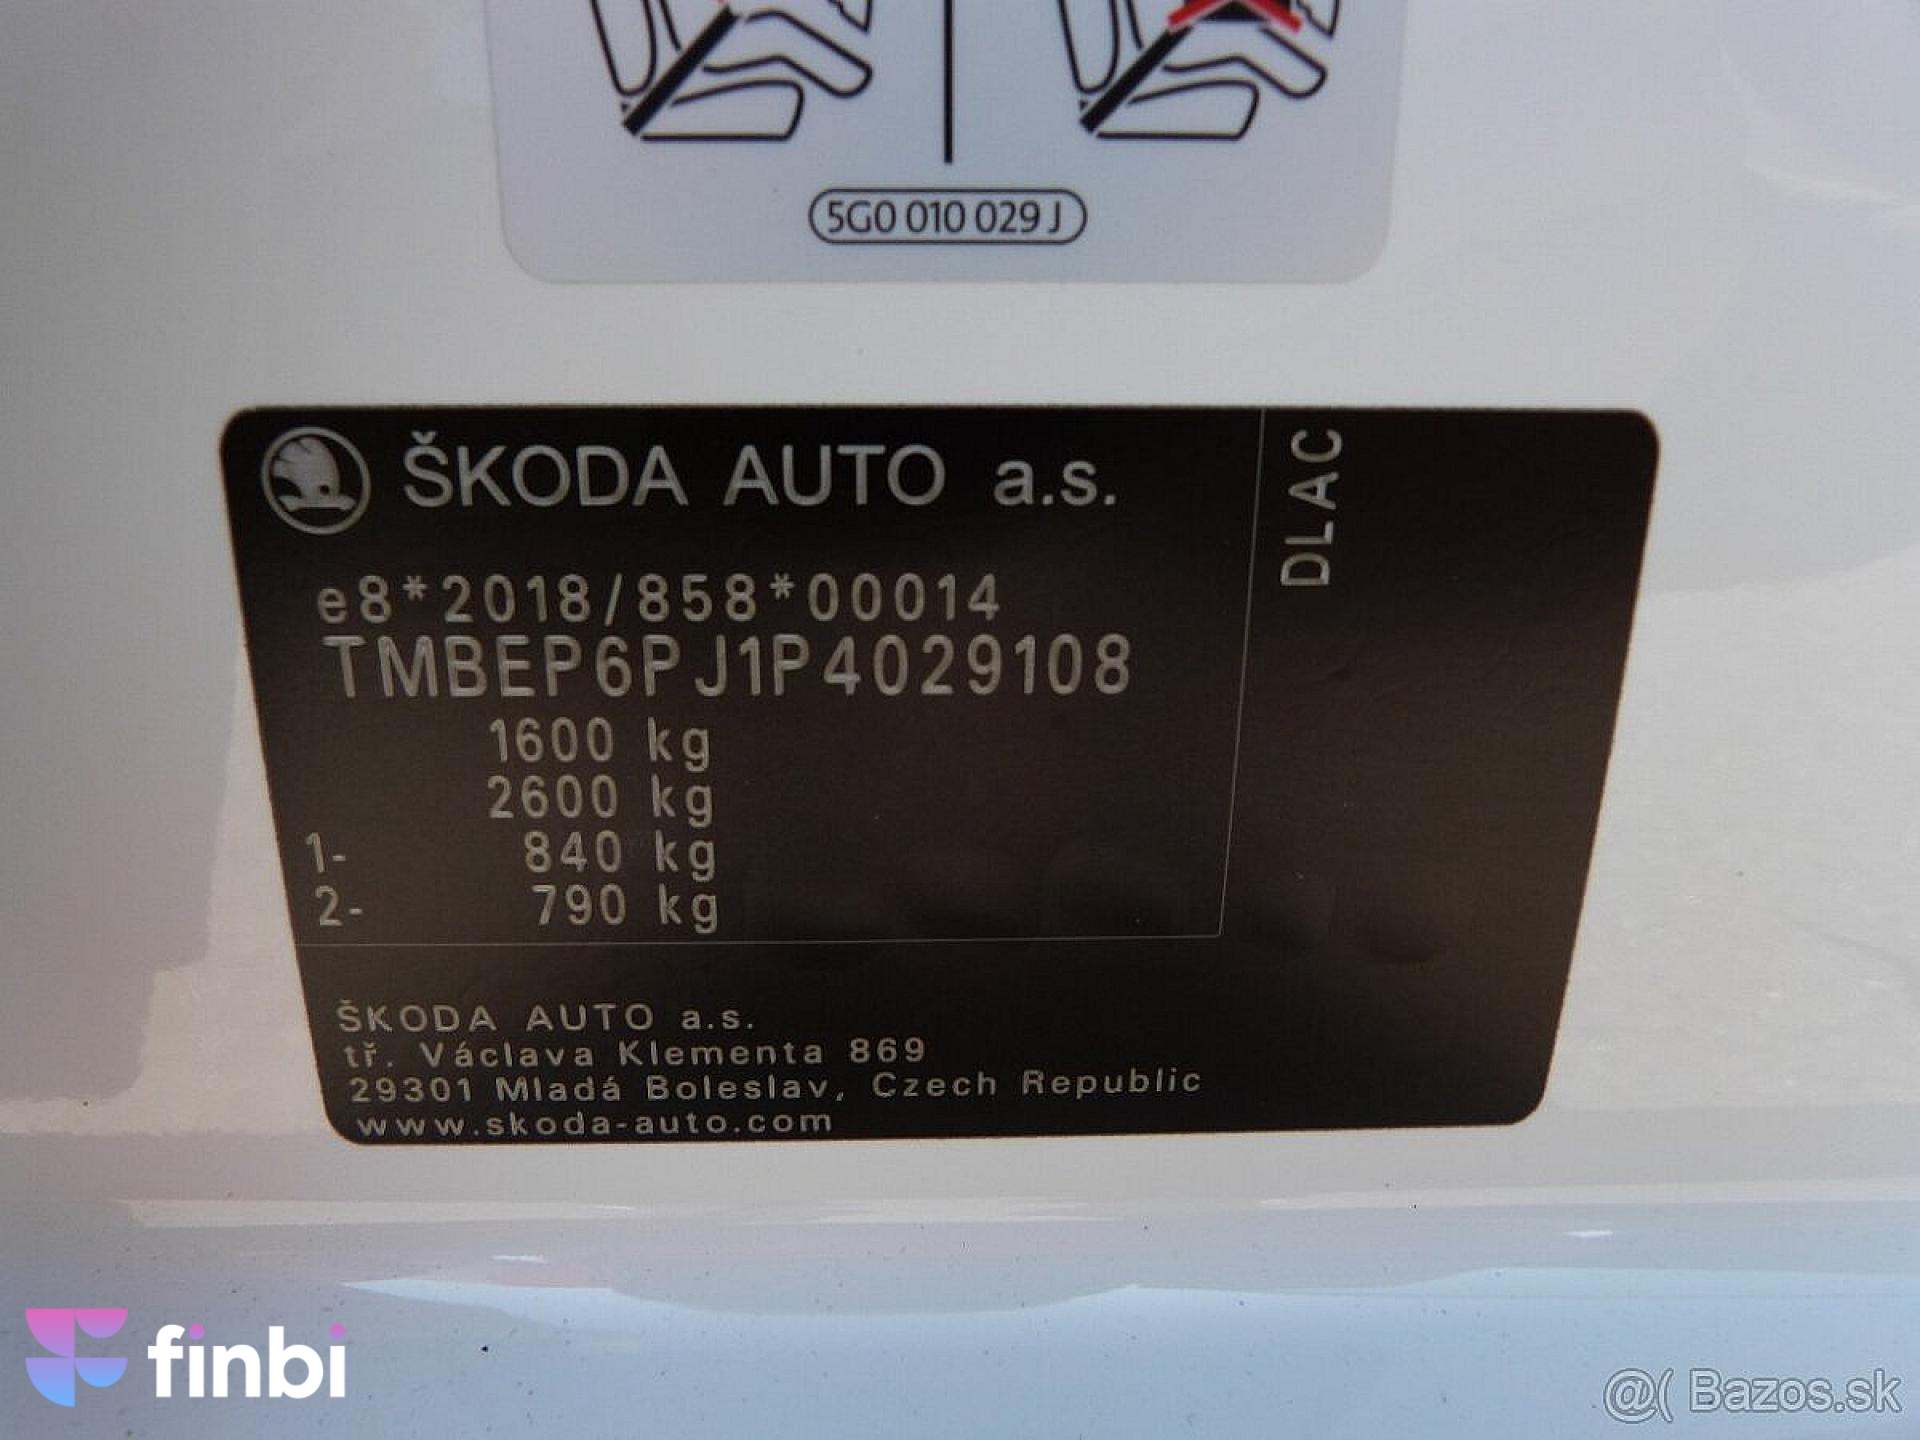 5G0 010 029 J
ŠKODA AUTO a.s.
DLAC
e8*2018/858*00014
TMBEP6PJ1P4029108
1600 kg
2600 kg
1- 840 kg
2- 790 kg
ŠKODA AUTO a.s.
tř. Václava Klementa 869
29301 Mladá Boleslav, Czech Republic
www.skoda-auto.com
finbi
@( Bazos.sk